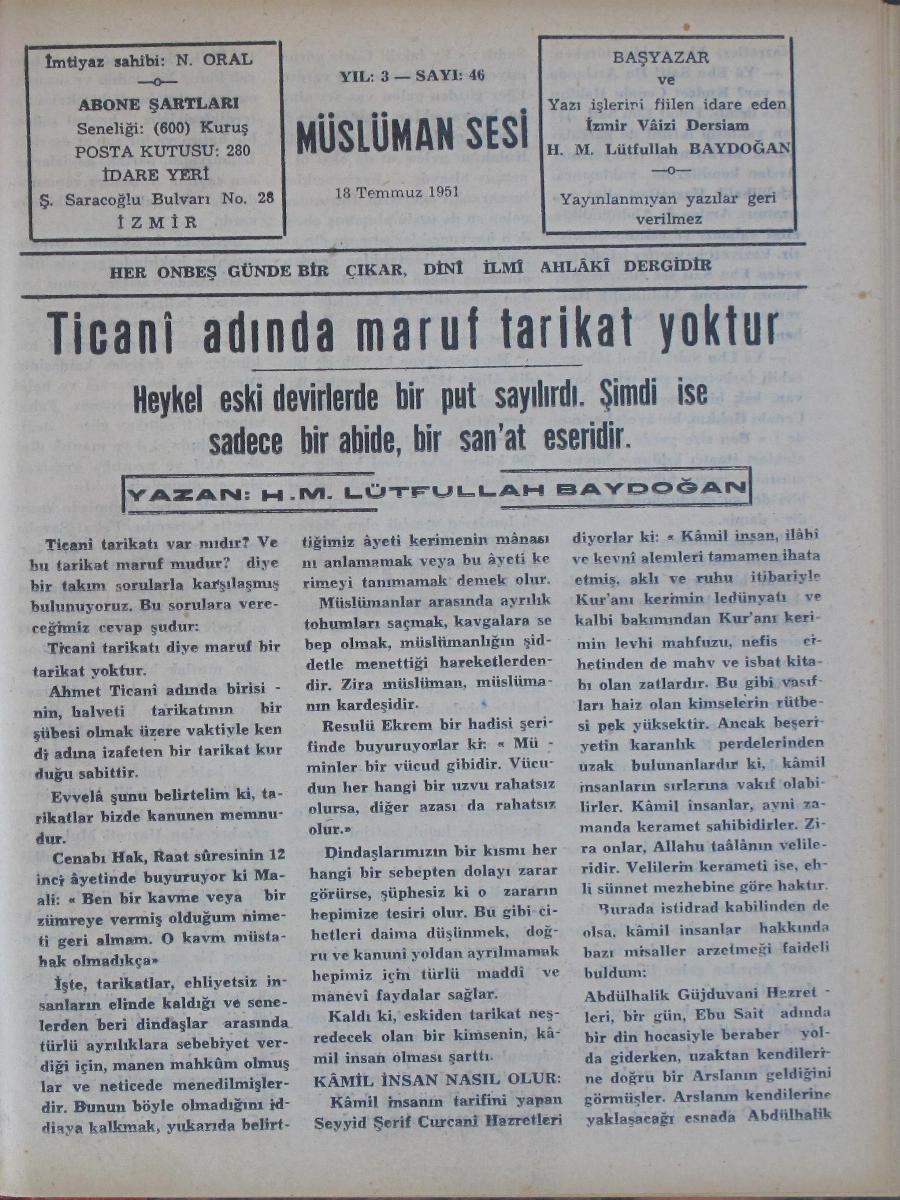 İmtiyaz sahibi: N. ORAL
—o—
ABONE ŞARTLARI
Seneliği: (600) Kuruş
POSTA KUTUSU: 280
İDARE YERİ
Ş. Saracoğlu Bulvarı No. 28
İZMİR
YIL: 3 — SAYI: 46
MÜSLÜMAN SESİ
18 Temmuz 1951
BAŞYAZAR
ve
Yazı işlerini fiilen idare eden
İzmir Vâizi Dersiam
H. M. Lütfullah BAYDOĞAN
—o—
Yayınlanmıyan yazılar geri
verilmez
HER ONBEŞ GÜNDE BİR ÇIKAR, DİNÎ İLMÎ AHLÂKÎ DERGİDİR
Ticanî adında maruf tarikat yoktur
Heykel eski devirlerde bir put sayılırdı. Şimdi ise
sadece bir abide, bir san'at eseridir.
YAZAN: H.M. LÜTFULLAH BAYDOĞAN
Ticanî tarikatı var mıdır? Ve
bu tarikat maruf mudur? diye
bir takım sorularla karşılaşmış
bulunuyoruz. Bu sorulara vere-
ceğimiz cevap şudur:
Ticanî tarikatı diye maruf bir
tarikat yoktur.
Ahmet Ticanî adında birisi -
nin, halveti tarikatının bir
şübesi olmak üzere vaktiyle ken
di adına izafeten bir tarikat kur
duğu sabittir.
Evvelâ şunu belirtelim ki, ta-
rikatlar bizde kanunen memnu-
dur.
Cenabı Hak, Raat sûresinin 12
inci âyetinde buyuruyor ki Me-
ali: « Ben bir kavme veya bir
zümreye vermiş olduğum nime-
ti geri almam. O kavm müsta-
hak olmadıkça»
İşte, tarikatlar, ehliyetsiz in-
sanların elinde kaldığı ve sene-
lerden beri dindaşlar arasında
türlü ayrılıklara sebebiyet ver-
diği için, manen mahkûm olmuş
lar ve neticede menedilmişler-
dir. Bunun böyle olmadığını id-
diaya kalkmak, yukarıda belirt-
tiğimiz âyeti kerimenin mânası
nı anlamamak veya bu âyeti ke
rimeyi tanımamak demek olur.
Müslümanlar arasında ayrılık
tohumları saçmak, kavgalara se
bep olmak, müslümanlığın şid-
detle menettiği hareketlerden-
dir. Zira müslüman, müslüma-
nın kardeşidir.
Resulü Ekrem bir hadisi şeri-
finde buyuruyorlar ki: « Mü -
minler bir vücud gibidir. Vücu-
dun her hangi bir uzvu rahatsız
olursa, diğer azası da rahatsız
olur.»
Dindaşlarımızın bir kısmı her
hangi bir sebepten dolayı zarar
görürse, şüphesiz ki o zararın
hepimize tesiri olur. Bu gibi ci-
hetleri daima düşünmek, doğ-
ru ve kanunî yoldan ayrılmamak
hepimiz için türlü maddî ve
manevî faydalar sağlar.
Kaldı ki, eskiden tarikat neş-
redecek olan bir kimsenin, kâ-
mil insan olması şarttı.
KÂMİL İNSAN NASIL OLUR:
Kâmil insanın tarifini yapan
Seyyid Şerif Curcanî Hazretleri
diyorlar ki: « Kâmil insan, ilâhî
ve kevnî alemleri tamamen ihata
etmiş, aklı ve ruhu itibariyle
Kur'anı kerimin ledünyatı ve
kalbi bakımından Kur'anı keri-
min levhi mahfuzu, nefis ci-
hetinden de mahv ve isbat kita-
bı olan zatlardır. Bu gibi vasıf-
ları haiz olan kimselerin rütbe-
si pek yüksektir. Ancak beşeri-
yetin karanlık perdelerinden
uzak bulunanlardır ki, kâmil
insanların sırlarına vakıf olabi-
lirler. Kâmil insanlar, ayni za-
manda keramet sahibidirler. Zi-
ra onlar, Allahu taâlânın velile-
ridir. Velilerin kerameti ise, eh-
li sünnet mezhebine göre haktır.
Burada istidrad kabilinden de
olsa, kâmil insanlar hakkında
bazı misaller arzetmeği faideli
buldum:
Abdülhalik Güjduvani Hazret -
leri, bir gün, Ebu Sait adında
bir din hocasiyle beraber yol-
da giderken, uzaktan kendileri-
ne doğru bir Arslanın geldiğini
görmüşler. Arslanın kendilerine
yaklaşacağı esnada Abdülhalik